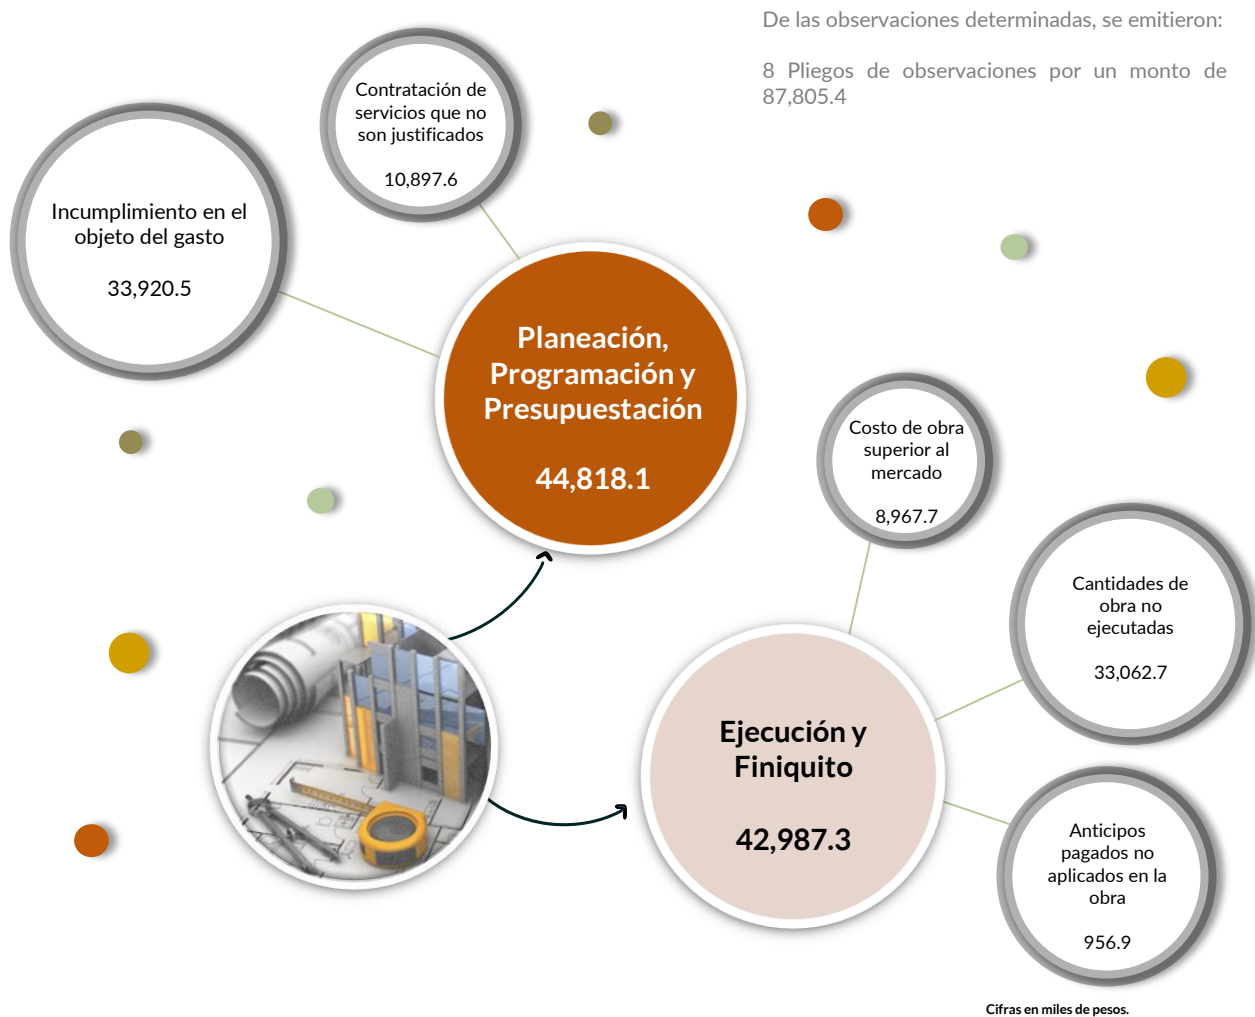 De las observaciones determinadas, se emitieron:
8 Pliegos de observaciones por un monto de
87,805.4
Contratación de
servicios que no
son justificados
10,897.6
Incumplimiento en el
objeto del gasto
33,920.5
Planeación,
Programación y
Presupuestación
44,818.1
Costo de obra
superior al
mercado
8,967.7
Cantidades de
obra no
ejecutadas
33,062.7
Ejecución y
Finiquito
42,987.3
Anticipos
pagados no
aplicados en la
obra
956.9
Cifras en miles de pesos.